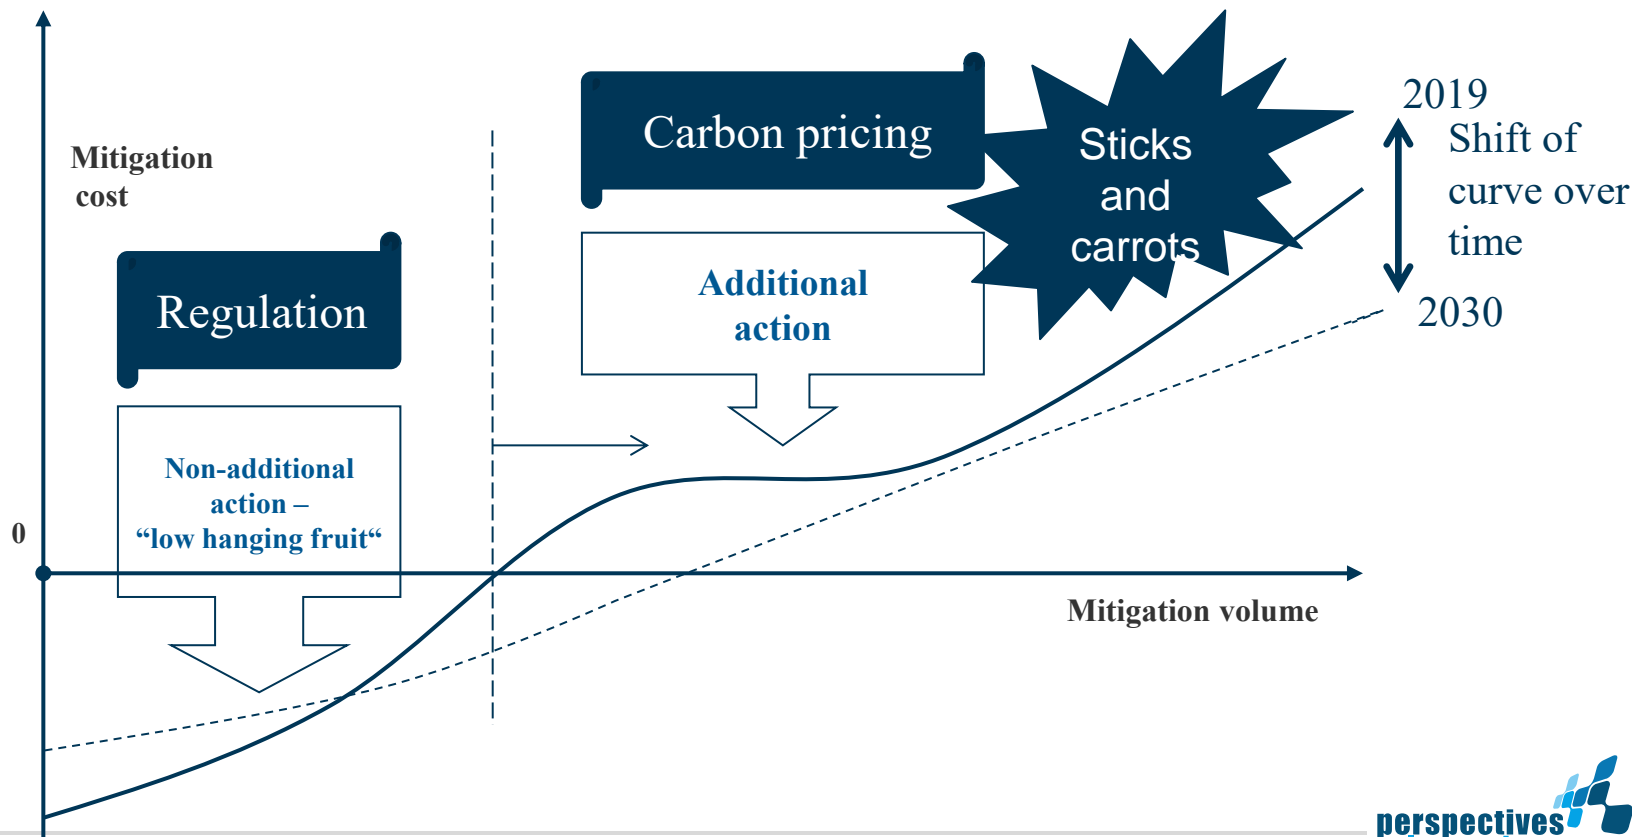 Mitigation
cost
Regulation
Non-additional
action –
“low hanging fruit“
0
Carbon pricing
Additional
action
Sticks
and
carrots
2019
Shift of
curve over
time
2030
Mitigation volume
perspectives